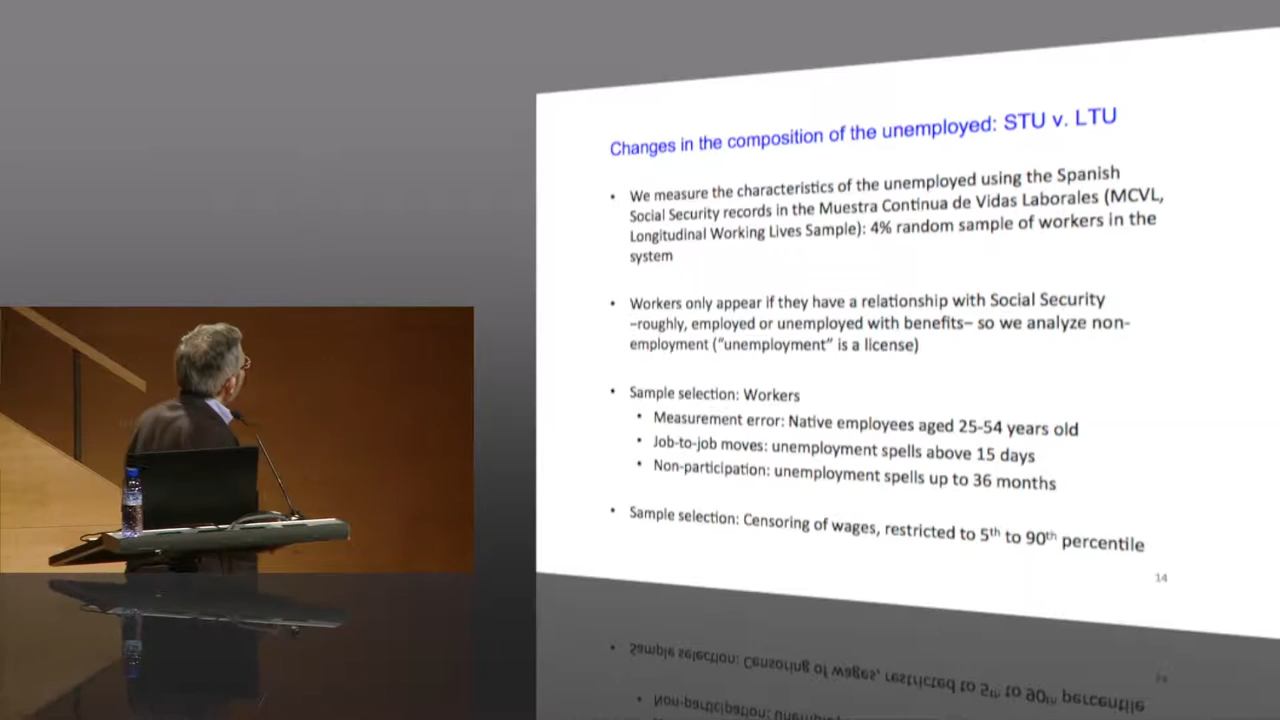 Changes in the composition of the unemployed: STU v. LTU
• We measure the characteristics of the unemployed using the Spanish
Social Security records in the Muestra Continua de Vidas Laborales (MCVL,
Longitudinal Working Lives Sample): 4% random sample of workers in the
system
• Workers only appear if they have a relationship with Social Security
–roughly, employed or unemployed with benefits– so we analyze non-
employment (“unemployment” is a license)
• Sample selection: Workers
• Measurement error: Native employees aged 25-54 years old
• Job-to-job moves: unemployment spells above 15 days
• Non-participation: unemployment spells up to 36 months
• Sample selection: Censoring of wages, restricted to 5th to 90th percentile
14